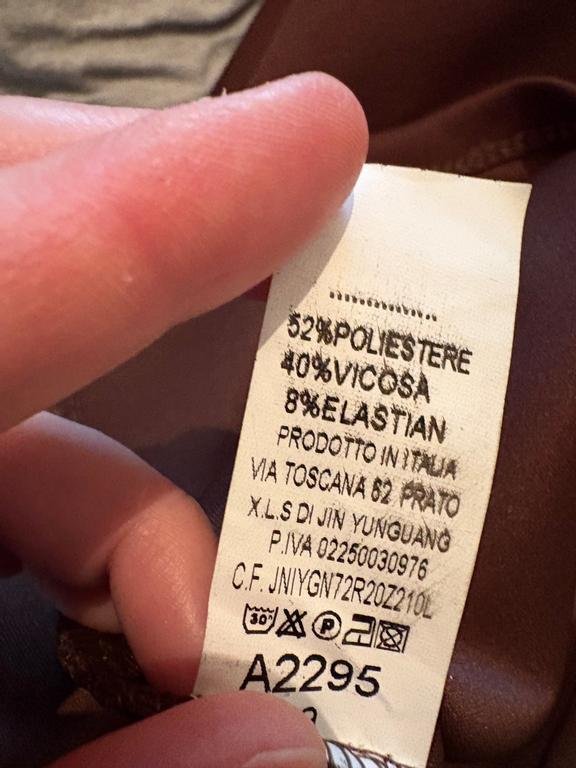 52%POLIESTERE
40%VICOSA
8%ELASTIAN
PRODOTTO IN ITALIA
VIA TOSCANA 62 PRATO
X.L.S DI JIN YUNGUANG
P.IVA 02250030976
C.F. JNIYGN72R20Z210L
30°
P
A2295